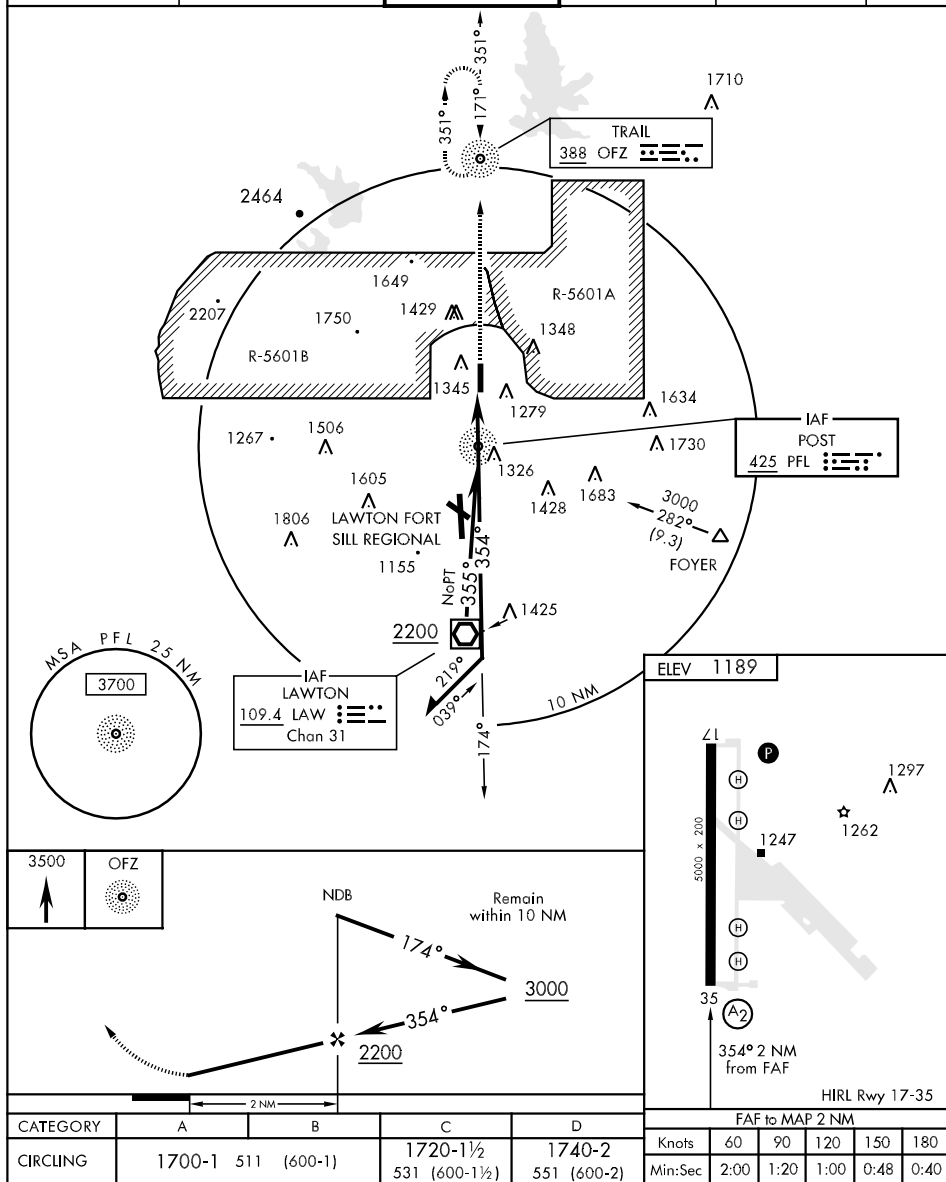 351°
171°
351°
1710
TRAIL
388 OFZ
2464
1649
2207
1750
1429
R-5601A
R-5601B
1348
1345
1279
1634
IAF
POST
425 PFL
1267
1506
1326
1730
1605
1428
1683
3000
282°
(9.3)
FOYER
1806
LAWTON FORT
SILL REGIONAL
1155
NoPT
355°
354°
1425
2200
IAF
LAWTON
109.4 LAW
Chan 31
219°
039°
174°
10 NM
MSA PFL 25 NM
3700
ELEV 1189
17
P
H
1297
H
1262
1247
5000 x 200
H
H
35
A2
354° 2 NM
from FAF
HIRL Rwy 17-35
3500
OFZ
NDB
Remain
within 10 NM
174°
3000
354°
2200
2 NM
CATEGORY A B C D
CIRCLING 1700-1 511 (600-1) 1720-1½ 531 (600-1½) 1740-2 551 (600-2)
FAF to MAP 2 NM
Knots 60 90 120 150 180
Min:Sec 2:00 1:20 1:00 0:48 0:40